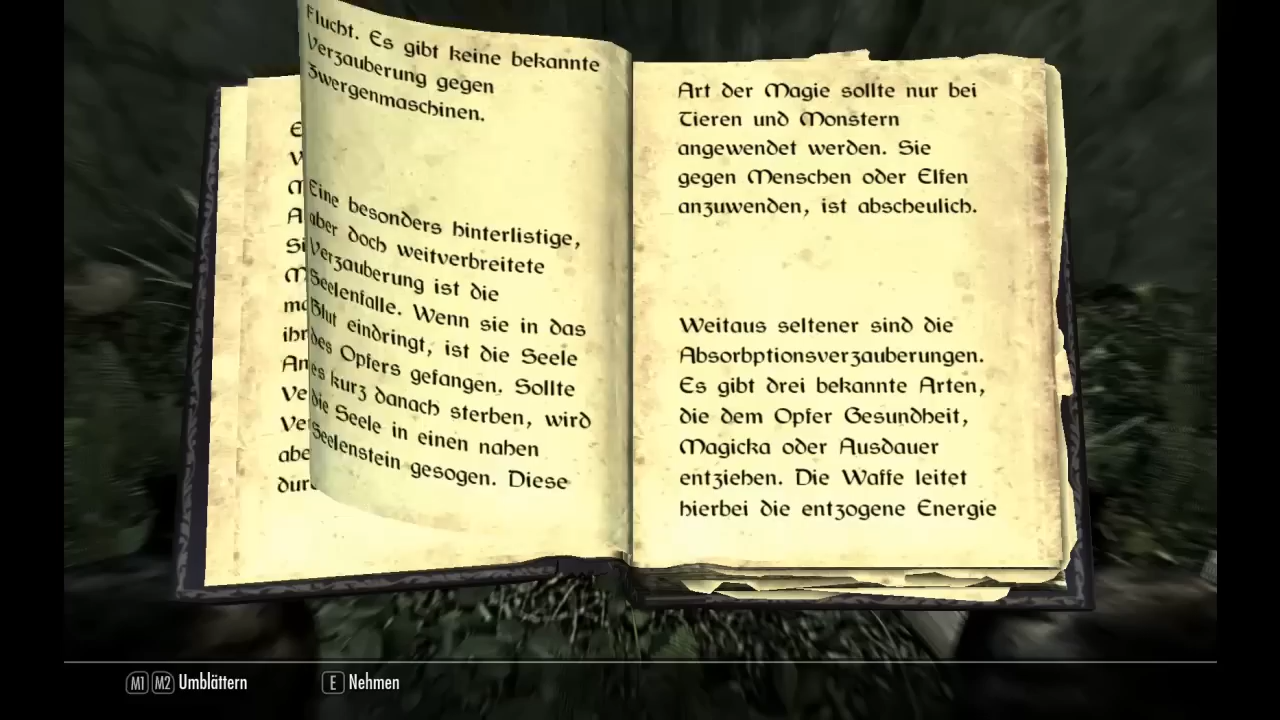 Flucht. Es gibt keine bekannte
Verzauberung gegen
Zwergenmaschinen.
Eine besonders hinterlistige,
aber doch weitverbreitete
Verzauberung ist die
Seelenfalle. Wenn sie in das
Blut eindringt, ist die Seele
des Opfers gefangen. Sollte
es kurz danach sterben, wird
die Seele in einen nahen
Seelenstein gesogen. Diese
Art der Magie sollte nur bei
Tieren und Monstern
angewendet werden. Sie
gegen Menschen oder Elfen
anzuwenden, ist abscheulich.
Weitaus seltener sind die
Absorbptionsverzauberungen.
Es gibt drei bekannte Arten,
die dem Opfer Gesundheit,
Magicka oder Ausdauer
entziehen. Die Waffe leitet
hierbei die entzogene Energie
M1 M2 Umblättern
E Nehmen